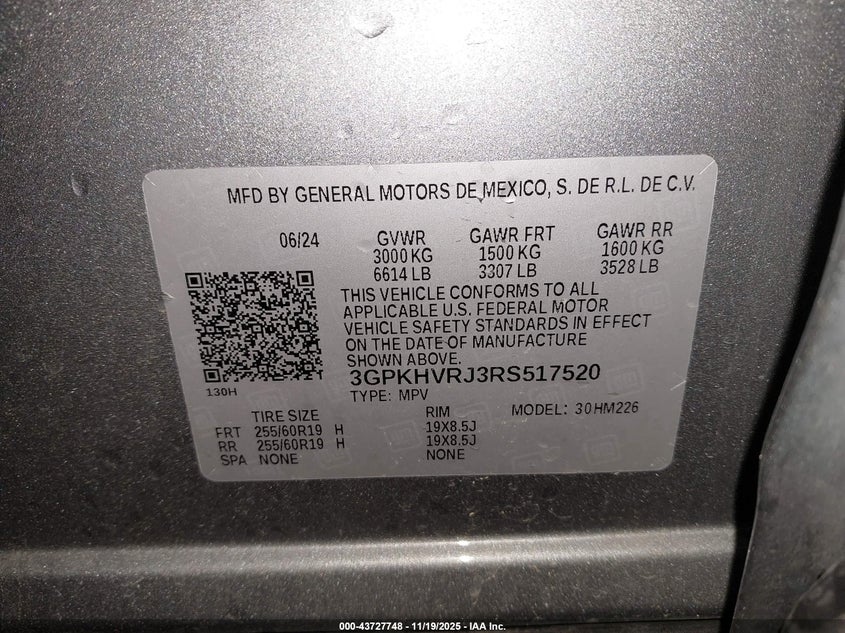 MFD BY GENERAL MOTORS DE MEXICO, S. DE R.L. DE C.V.
06/24 GVWR GAWR FRT GAWR RR
3000 KG 1500 KG 1600 KG
6614 LB 3307 LB 3528 LB
THIS VEHICLE CONFORMS TO ALL
APPLICABLE U.S. FEDERAL MOTOR
VEHICLE SAFETY STANDARDS IN EFFECT
ON THE DATE OF MANUFACTURE
SHOWN ABOVE.
130H
3GPKHVRJ3RS517520
TYPE: MPV MODEL: 30HM226
TIRE SIZE RIM
FRT 255/60R19 H 19X8.5J
RR 255/60R19 H 19X8.5J
SPA NONE NONE
000-43727748 - 11/19/2025 - IAA Inc.